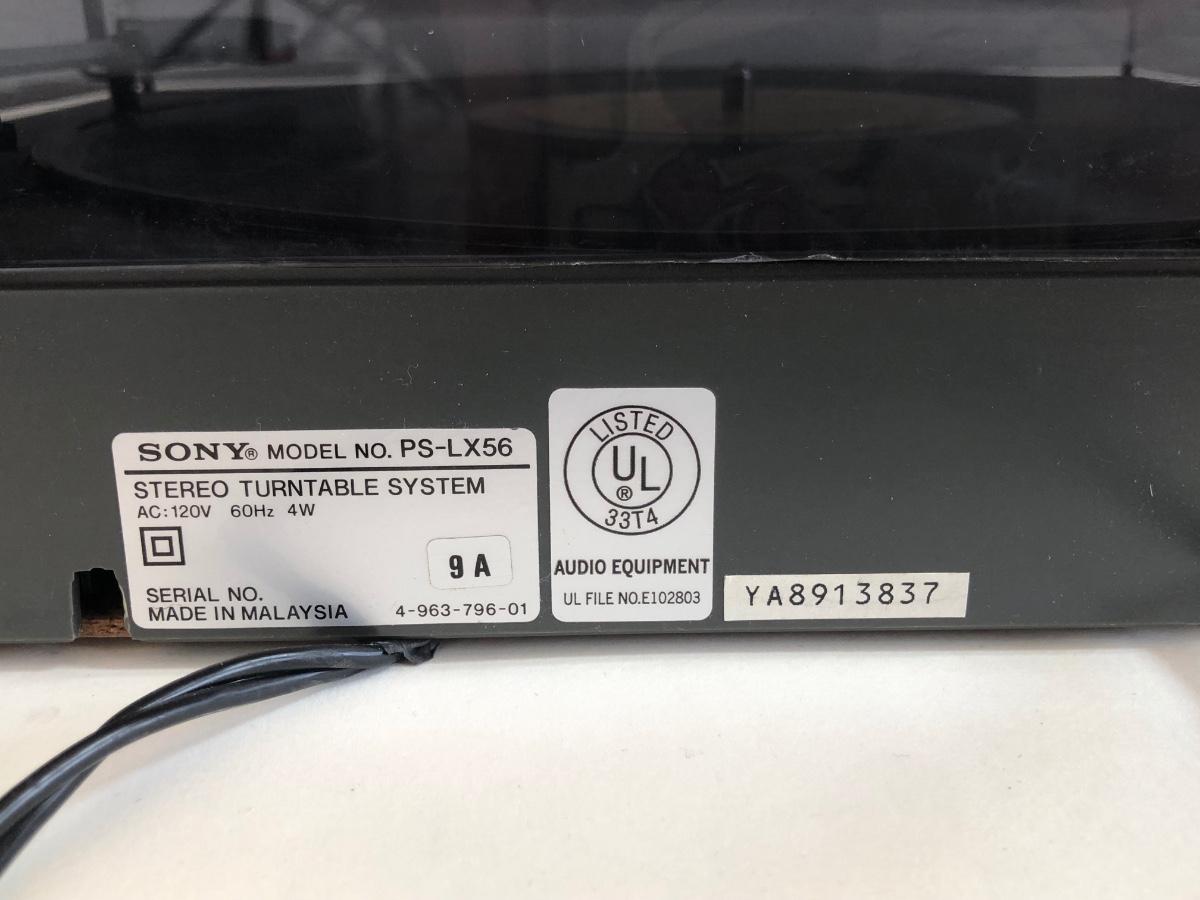 SONY® MODEL NO. PS-LX56
STEREO TURNTABLE SYSTEM
AC:120V 60Hz 4W
9 A
SERIAL NO.
MADE IN MALAYSIA 4-963-796-01
LISTED
UL®
33T4
AUDIO EQUIPMENT
UL FILE NO.E102803
YA8913837